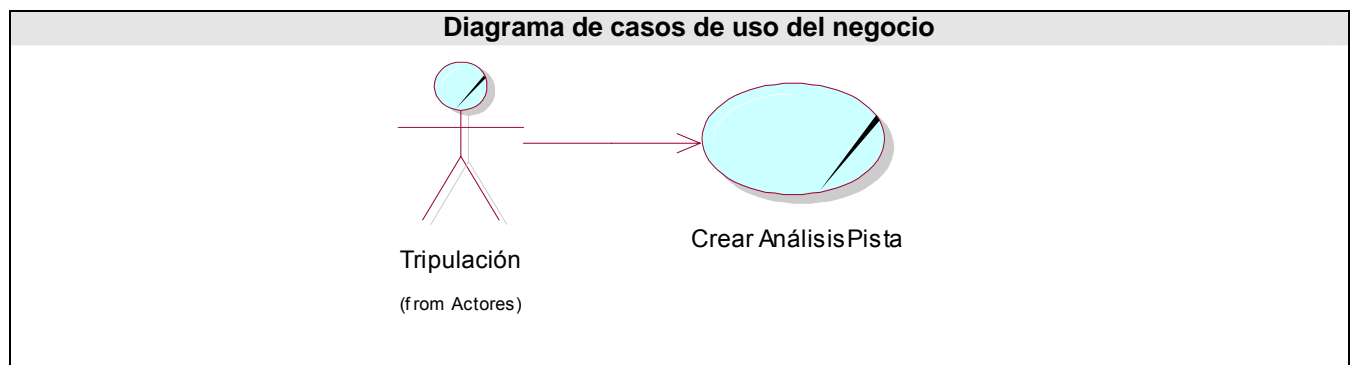 Diagrama de casos de uso del negocio
Crear AnálisisPista
Tripulación
(from Actores)